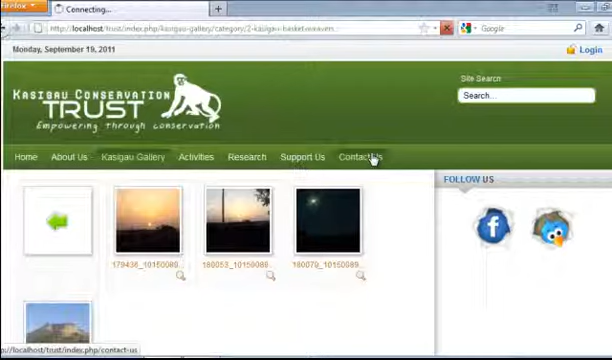 Firefox
Connecting...
http://localhost/trust/index.php/kasigau-gallery/category/2-kasigau-basketweaven...
Google
Monday, September 19, 2011
Login
KASIGAU CONSERVATION
TRUST
Empowering through conservation
Site Search:
Search...
Home About Us Kasigau Gallery Activities Research Support Us Contact Us
FOLLOW US
179436_10150089...
180053_10150089...
180079_10150089...
p://localhost/trust/index.php/contact-us